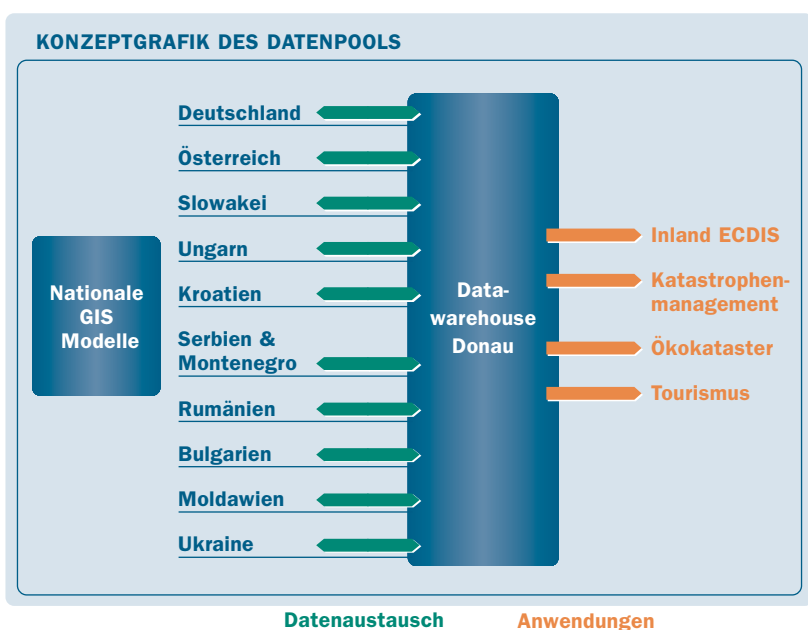 KONZEPTGRAFIK DES DATENPOOLS
Nationale
GIS
Modelle
Deutschland
Österreich
Slowakei
Ungarn
Kroatien
Serbien &
Montenegro
Rumänien
Bulgarien
Moldawien
Ukraine
Data-
warehouse
Donau
Inland ECDIS
Katastrophen-
management
Ökokataster
Tourismus
Datenaustausch
Anwendungen